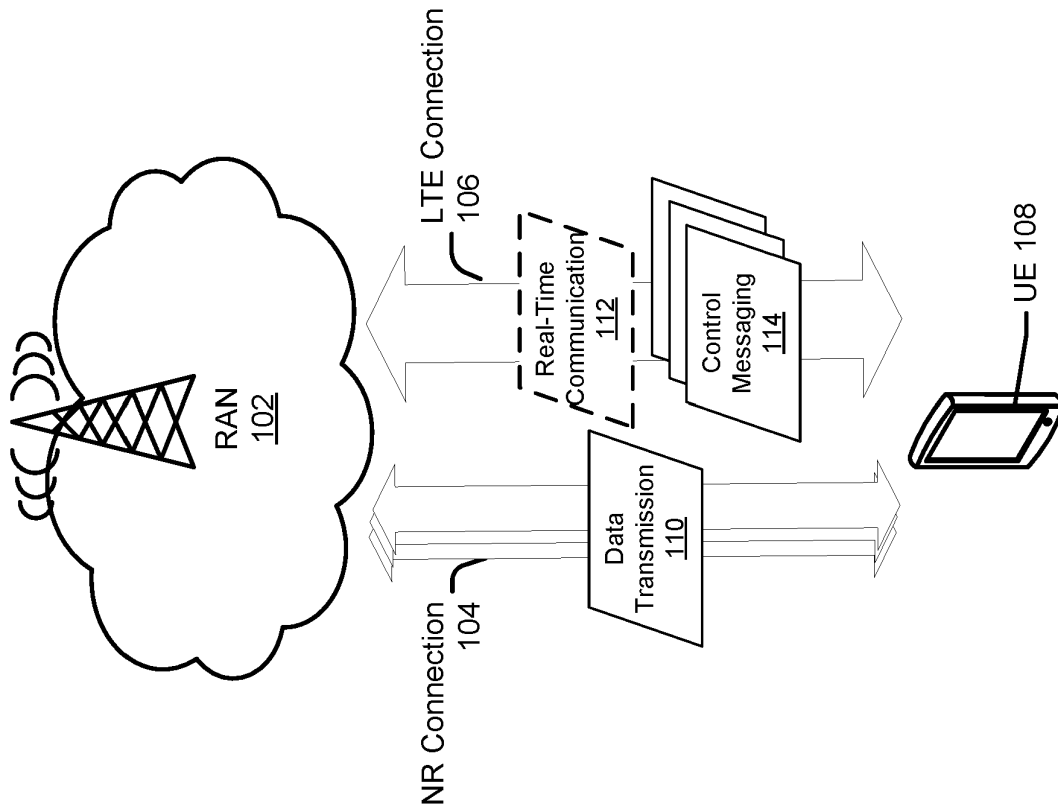 RAN
102
LTE Connection
106
NR Connection
104
Real-Time
Communication
112
Control
Messaging
114
Data
Transmission
110
UE 108